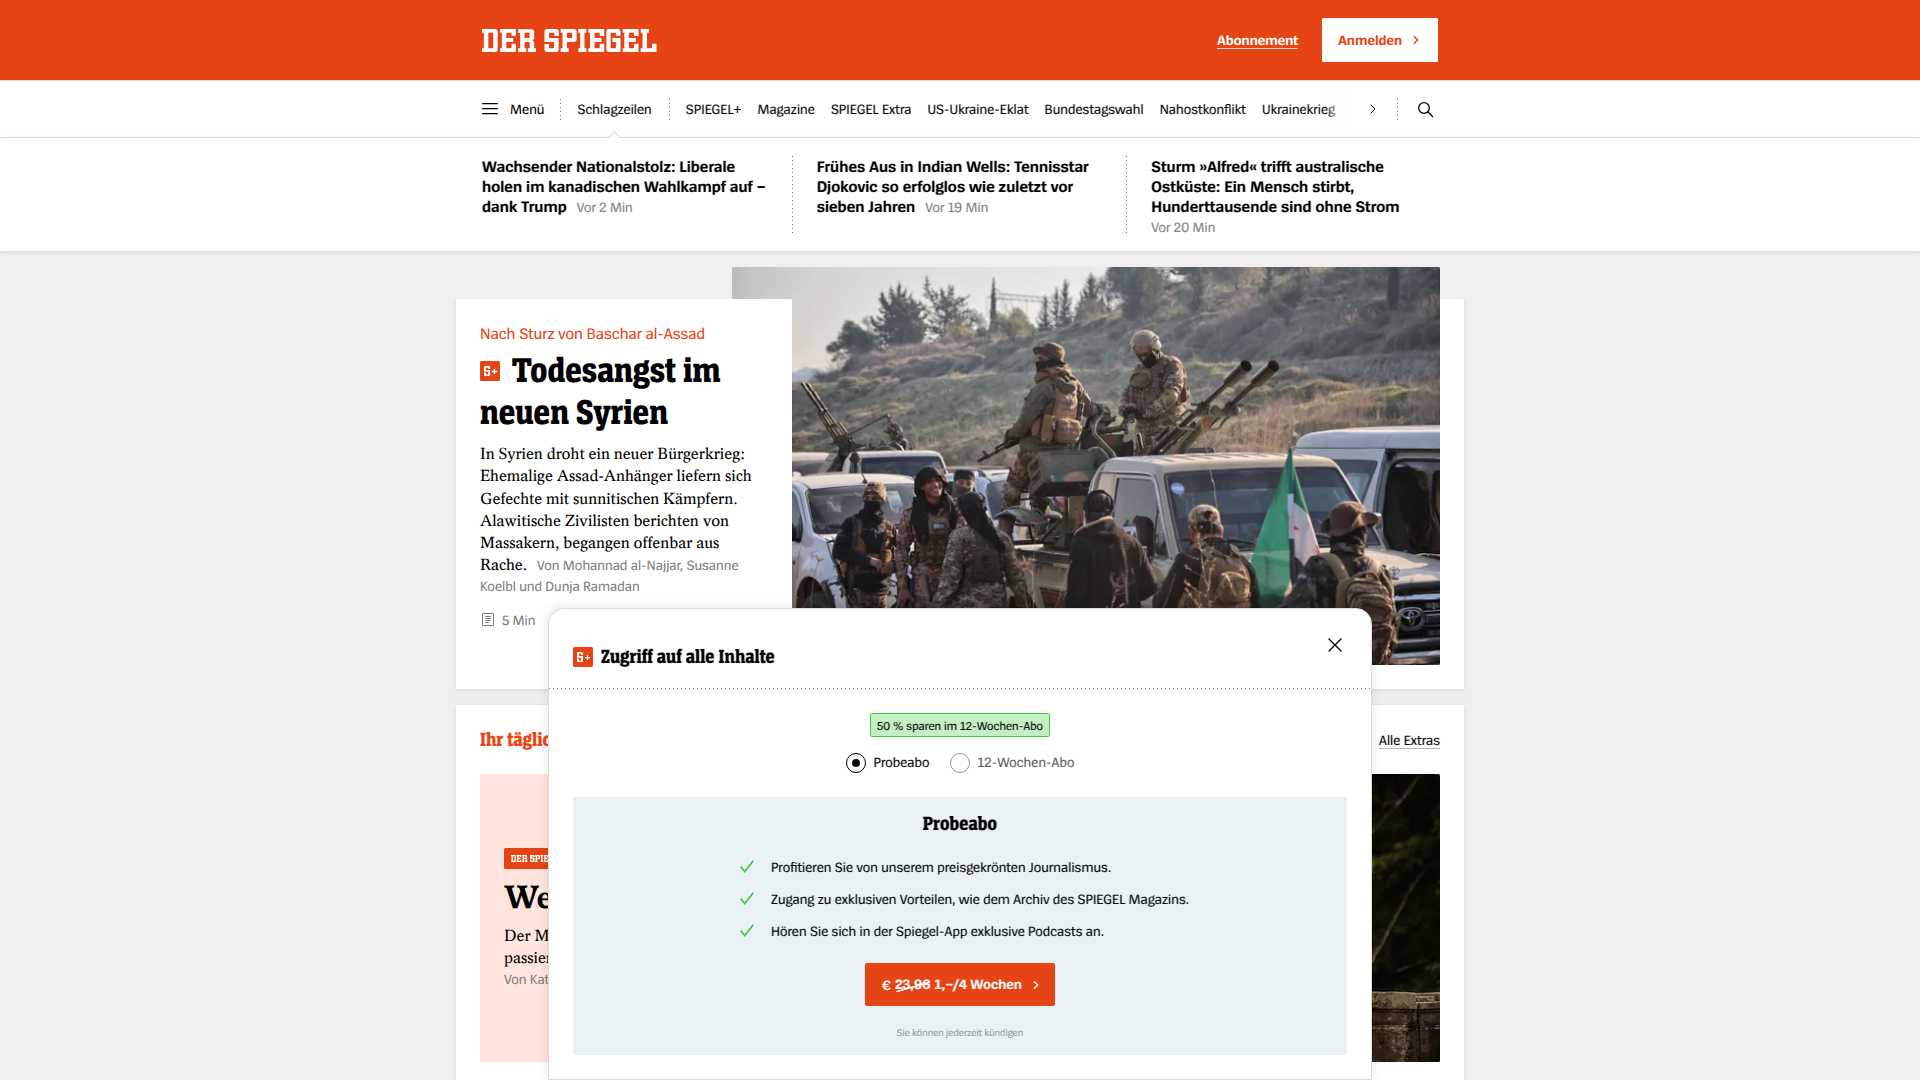 DER SPIEGEL
Abonnement
Anmelden
Menü
Schlagzeilen
SPIEGEL+
Magazine
SPIEGEL Extra
US-Ukraine-Eklat
Bundestagswahl
Nahostkonflikt
Ukrainekrieg
Wachsender Nationalstolz: Liberale
holen im kanadischen Wahlkampf auf –
dank Trump Vor 2 Min
Frühes Aus in Indian Wells: Tennisstar
Djokovic so erfolglos wie zuletzt vor
sieben Jahren Vor 19 Min
Sturm »Alfred« trifft australische
Ostküste: Ein Mensch stirbt,
Hunderttausende sind ohne Strom
Vor 20 Min
Nach Sturz von Baschar al-Assad
S+ Todesangst im
neuen Syrien
In Syrien droht ein neuer Bürgerkrieg:
Ehemalige Assad-Anhänger liefern sich
Gefechte mit sunnitischen Kämpfern.
Alawitische Zivilisten berichten von
Massakern, begangen offenbar aus
Rache. Von Mohannad al-Najjar, Susanne
Koelbl und Dunja Ramadan
5 Min
S+ Zugriff auf alle Inhalte
50 % sparen im 12-Wochen-Abo
Probeabo
12-Wochen-Abo
Probeabo
Profitieren Sie von unserem preisgekrönten Journalismus.
Zugang zu exklusiven Vorteilen, wie dem Archiv des SPIEGEL Magazins.
Hören Sie sich in der Spiegel-App exklusive Podcasts an.
€ 23,96 1,–/4 Wochen
Sie können jederzeit kündigen
Ihr täglic
Alle Extras
DER SPIE
We
Der M
passie
Von Kat